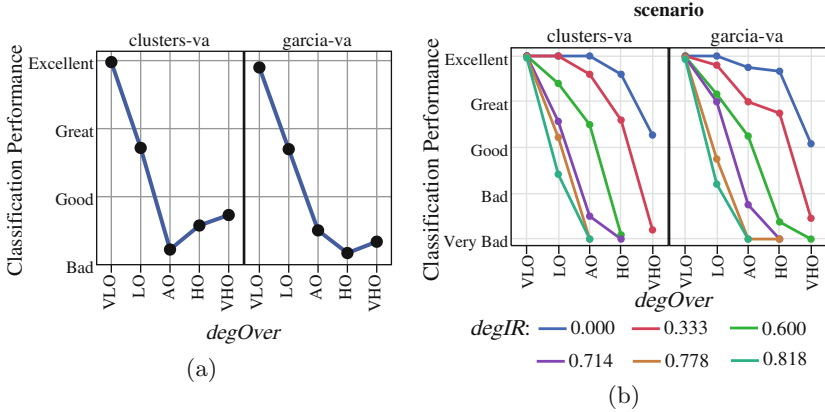 clusters-va garcia-va
Classification Performance
Excellent
Great
Good
Bad
VLO LO AO HO VHO VLO LO AO HO VHO
degOver
(a)
scenario
clusters-va garcia-va
Classification Performance
Excellent
Great
Good
Bad
Very Bad
VLO LO AO HO VHO VLO LO AO HO VHO
degOver
degIR: 0.000 0.333 0.600
0.714 0.778 0.818
(b)